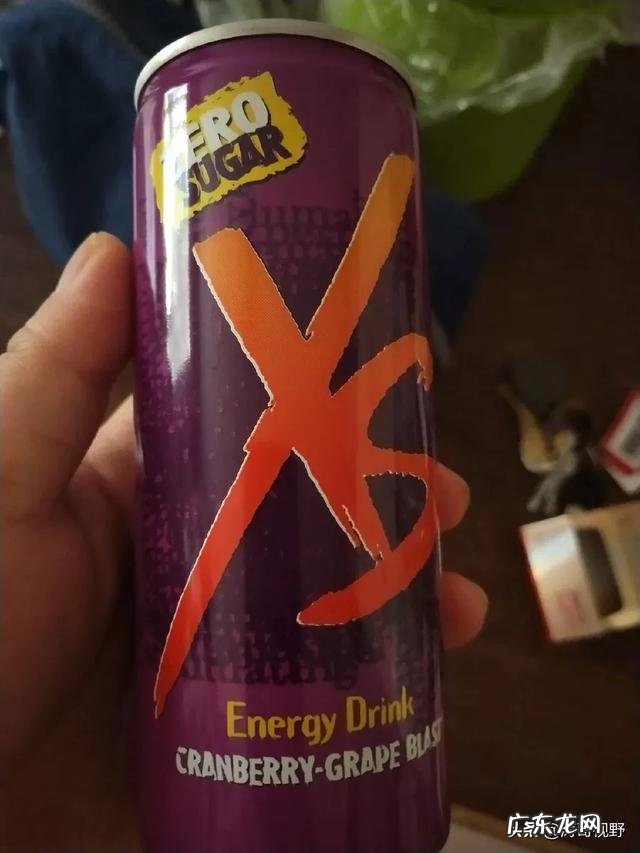 ZERO
SUGAR
XS
Energy Drink
CRANBERRY-GRAPE BLAST
广东龙网